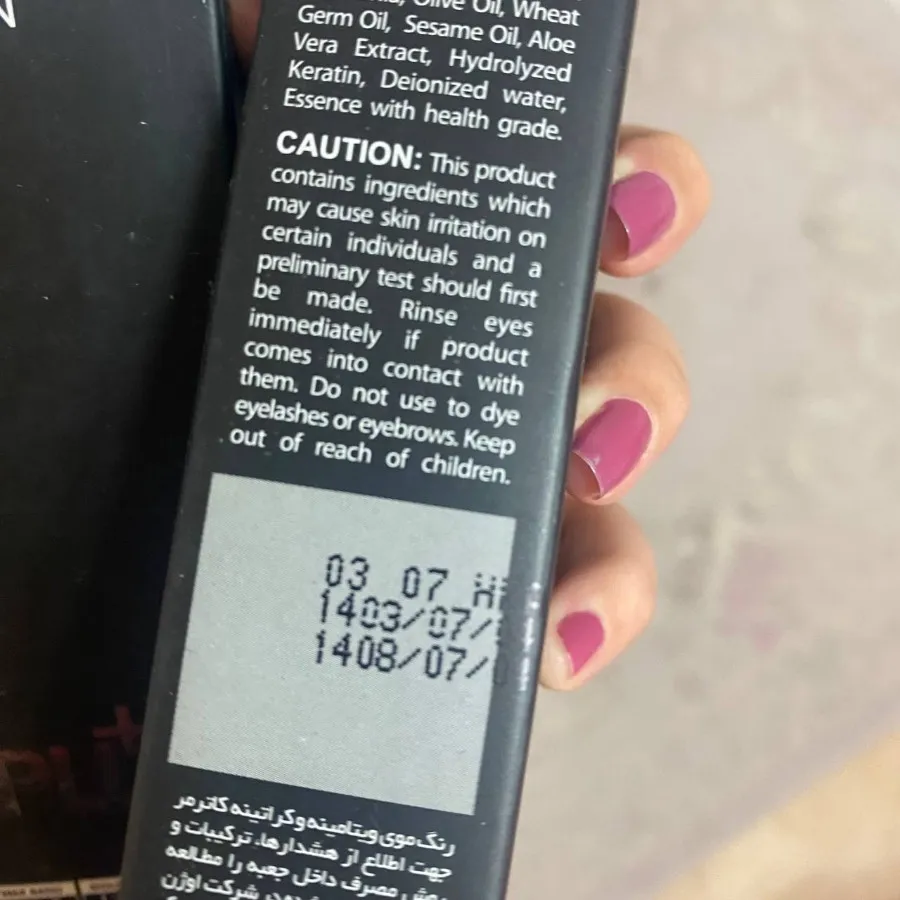 N
Olive Oil, Wheat
Germ Oil, Sesame Oil, Aloe
Vera Extract, Hydrolyzed
Keratin, Deionized water,
Essence with health grade.
CAUTION: This product
contains ingredients which
may cause skin irritation on
certain individuals and a
preliminary test should first
be made. Rinse eyes
immediately if product
comes into contact with
them. Do not use to dye
eyelashes or eyebrows. Keep
out of reach of children.
03 07
1403/07/
1408/07/
رنگ موی ویتامینه و کراتینه کاترمر
جهت اطلاع از هشدارها، ترکیبات و
روش مصرف داخل جعبه را مطالعه
شرکت اوژن